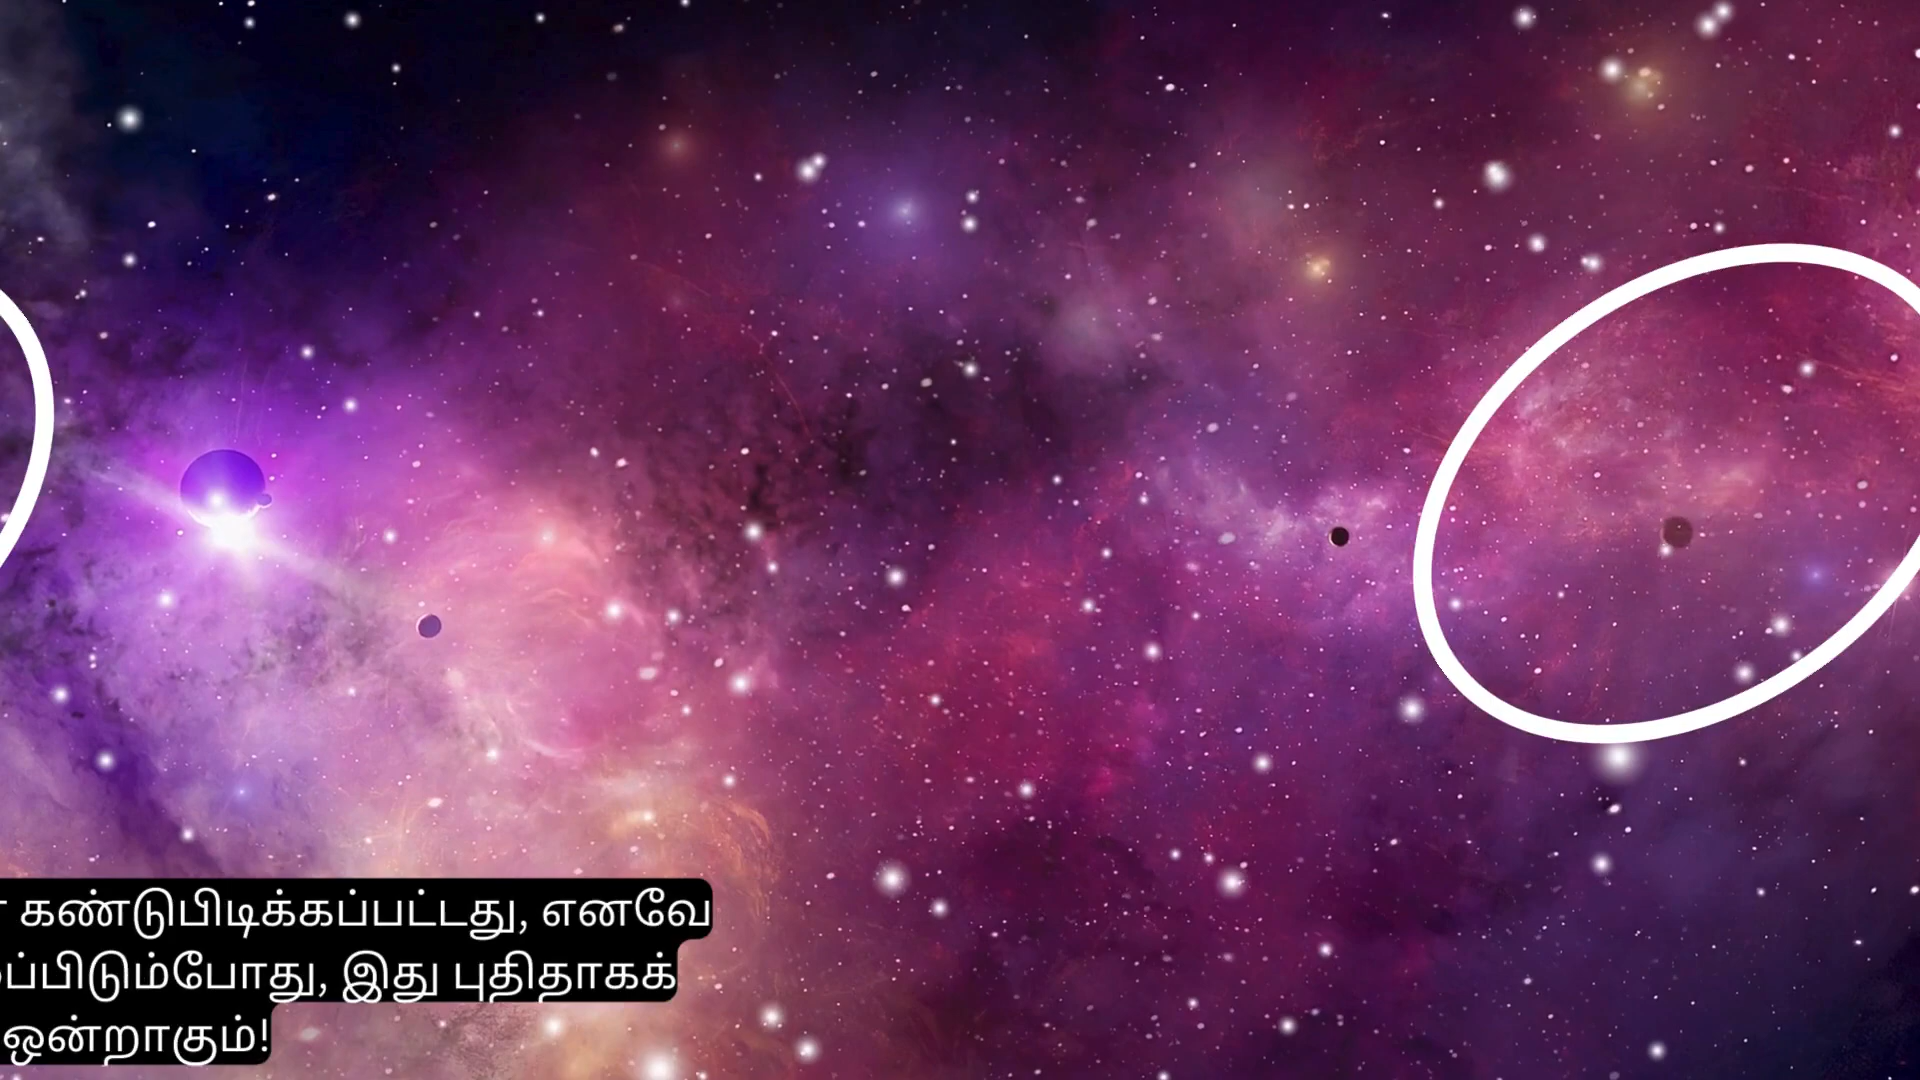 கண்டுபிடிக்கப்பட்டது, எனவே
இது புதிதாகக்
ஒன்றாகும்!